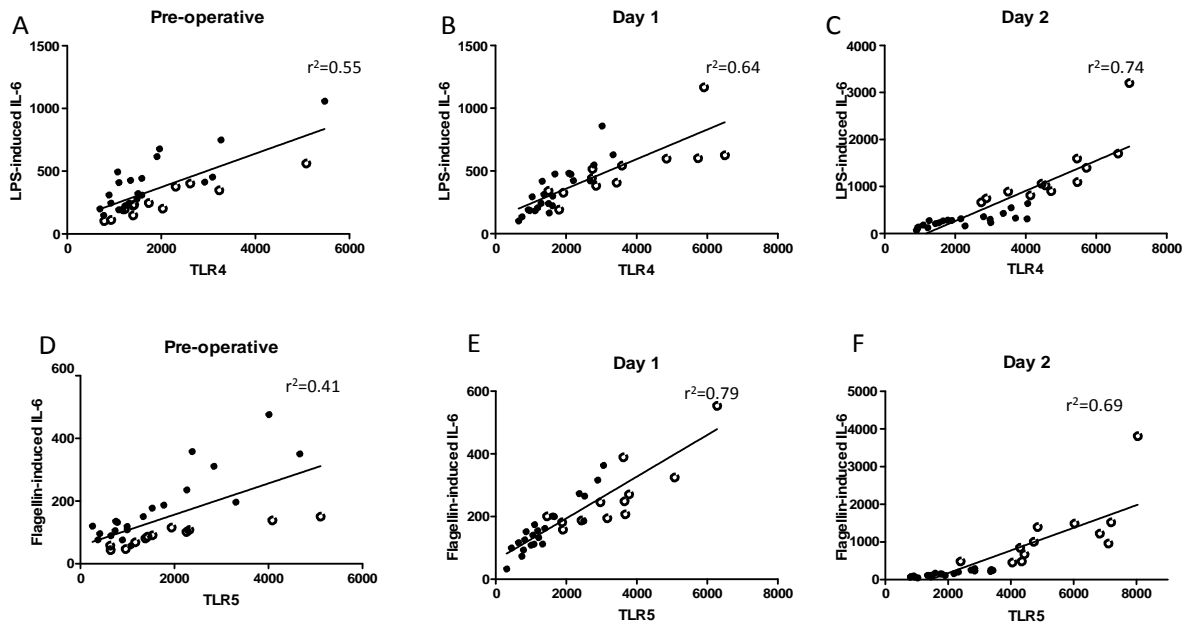 A
Pre-operative
r²=0.55
LPS-induced IL-6
1500
1000
500
0
0 2000 4000 6000
TLR4
B
Day 1
r²=0.64
LPS-induced IL-6
1500
1000
500
0
0 2000 4000 6000 8000
TLR4
C
Day 2
r²=0.74
LPS-induced IL-6
4000
3000
2000
1000
0
0 2000 4000 6000 8000
TLR4
D
Pre-operative
r²=0.41
Flagellin-induced IL-6
600
400
200
0
0 2000 4000 6000
TLR5
E
Day 1
r²=0.79
Flagellin-induced IL-6
600
400
200
0
0 2000 4000 6000 8000
TLR5
F
Day 2
r²=0.69
Flagellin-induced IL-6
5000
4000
3000
2000
1000
0
0 2000 4000 6000 8000
TLR5